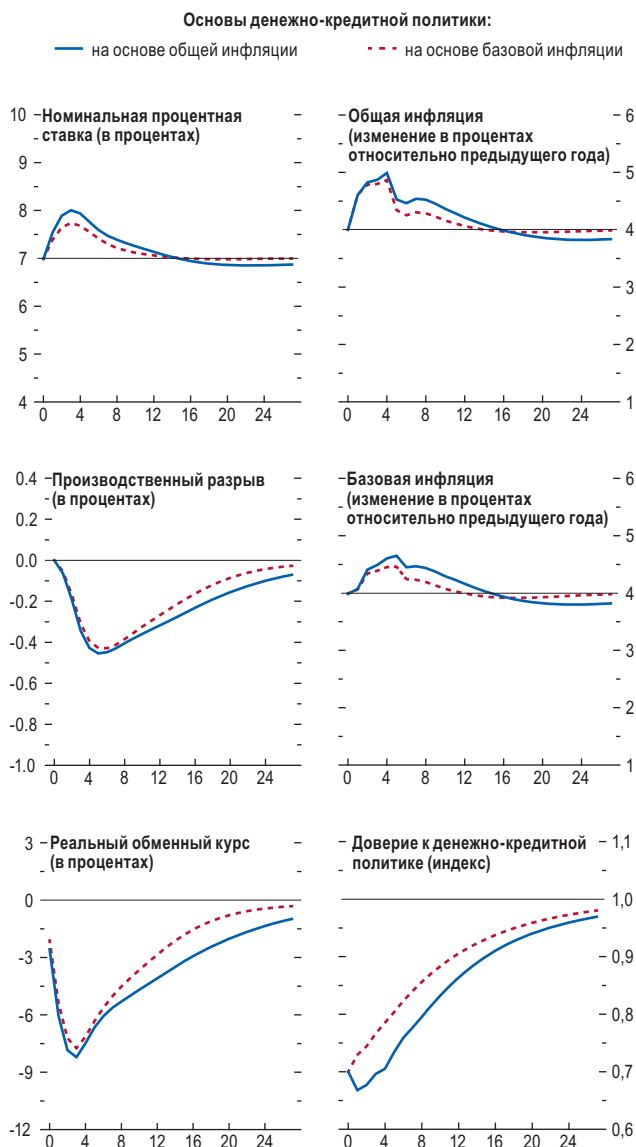 Основы денежно-кредитной политики:
на основе общей инфляции
на основе базовой инфляции
Номинальная процентная
ставка (в процентах)
10
9
8
7
6
5
4
0 4 8 12 16 20 24
Общая инфляция
(изменение в процентах
относительно предыдущего года)
6
5
4
3
2
1
0 4 8 12 16 20 24
Производственный разрыв
(в процентах)
0.4
0.2
0.0
-0.2
-0.4
-0.6
-0.8
-1.0
0 4 8 12 16 20 24
Базовая инфляция
(изменение в процентах
относительно предыдущего года)
6
5
4
3
2
1
0 4 8 12 16 20 24
Реальный обменный курс
(в процентах)
3
0
-3
-6
-9
-12
0 4 8 12 16 20 24
Доверие к денежно-кредитной
политике (индекс)
1,1
1,0
0,9
0,8
0,7
0,6
0 4 8 12 16 20 24